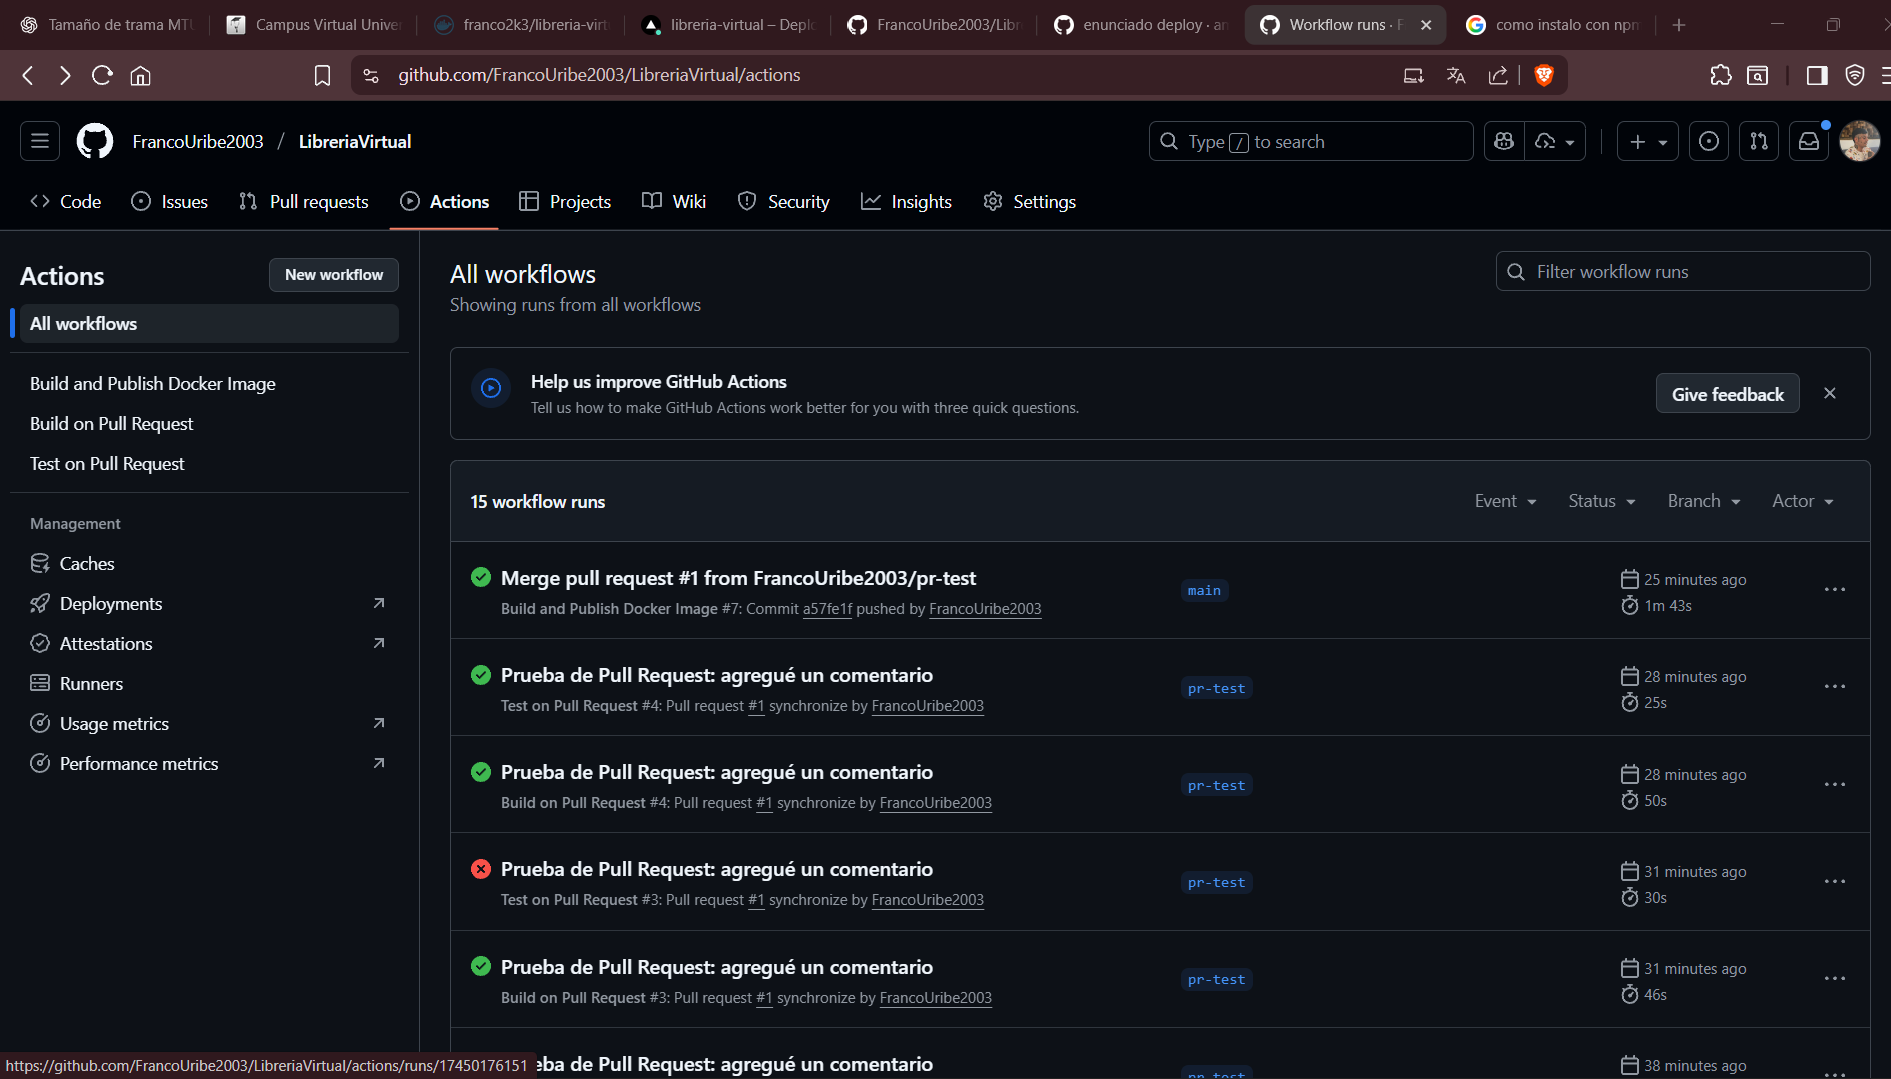 Tamaño de trama MTU
Campus Virtual Univer
franco2k3/libreria-virtu
libreria-virtual – Deplo
FrancoUribe2003/Libr
enunciado deploy · an
Workflow runs · F
como instalo con npm
github.com/FrancoUribe2003/LibreriaVirtual/actions
FrancoUribe2003 / LibreriaVirtual
Type / to search
Code
Issues
Pull requests
Actions
Projects
Wiki
Security
Insights
Settings
Actions
New workflow
All workflows
Build and Publish Docker Image
Build on Pull Request
Test on Pull Request
Management
Caches
Deployments
Attestations
Runners
Usage metrics
Performance metrics
All workflows
Showing runs from all workflows
Filter workflow runs
Help us improve GitHub Actions
Tell us how to make GitHub Actions work better for you with three quick questions.
Give feedback
15 workflow runs
Event
Status
Branch
Actor
Merge pull request #1 from FrancoUribe2003/pr-test
Build and Publish Docker Image #7: Commit a57fe1f pushed by FrancoUribe2003
main
25 minutes ago
1m 43s
Prueba de Pull Request: agregué un comentario
Test on Pull Request #4: Pull request #1 synchronize by FrancoUribe2003
pr-test
28 minutes ago
25s
Prueba de Pull Request: agregué un comentario
Build on Pull Request #4: Pull request #1 synchronize by FrancoUribe2003
pr-test
28 minutes ago
50s
Prueba de Pull Request: agregué un comentario
Test on Pull Request #3: Pull request #1 synchronize by FrancoUribe2003
pr-test
31 minutes ago
30s
Prueba de Pull Request: agregué un comentario
Build on Pull Request #3: Pull request #1 synchronize by FrancoUribe2003
pr-test
31 minutes ago
46s
eba de Pull Request: agregué un comentario
pr-test
38 minutes ago
https://github.com/FrancoUribe2003/LibreriaVirtual/actions/runs/17450176151